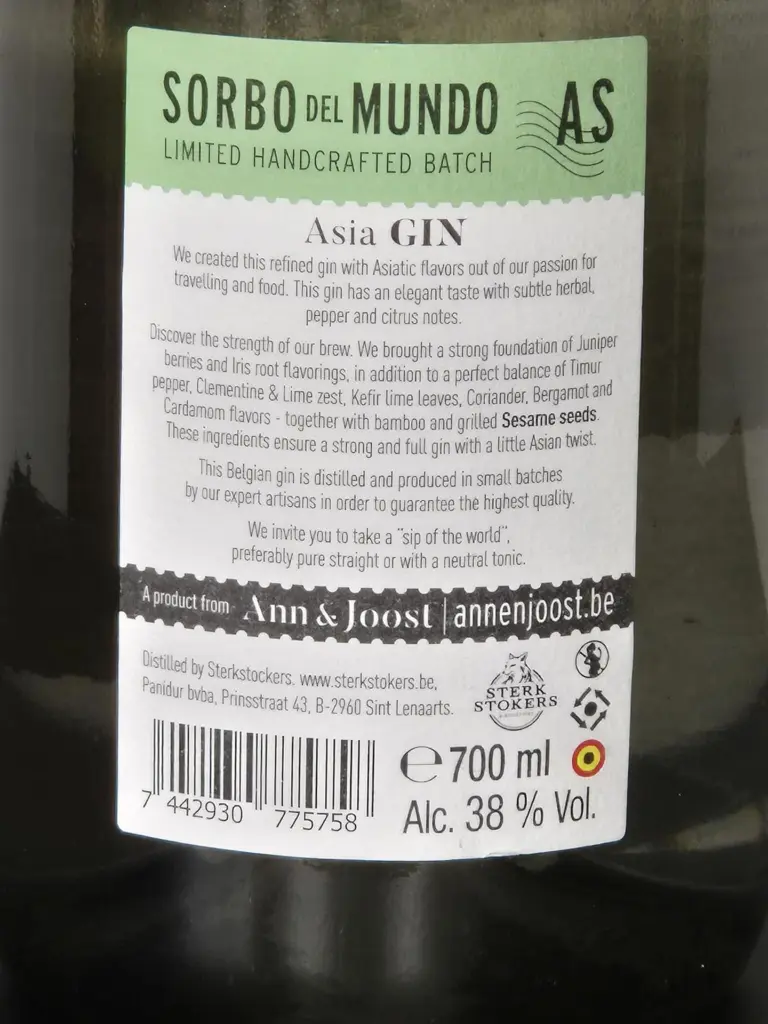 SORBO DEL MUNDO AS
LIMITED HANDCRAFTED BATCH
Asia GIN
We created this refined gin with Asiatic flavors out of our passion for
travelling and food. This gin has an elegant taste with subtle herbal,
pepper and citrus notes.
Discover the strength of our brew. We brought a strong foundation of Juniper
berries and Iris root flavorings, in addition to a perfect balance of Timur
pepper, Clementine & Lime zest, Kefir lime leaves, Coriander, Bergamot and
Cardamom flavors - together with bamboo and grilled Sesame seeds.
These ingredients ensure a strong and full gin with a little Asian twist.
This Belgian gin is distilled and produced in small batches
by our expert artisans in order to guarantee the highest quality.
We invite you to take a "sip of the world",
preferably pure straight or with a neutral tonic.
A product from Ann & Joost | annenjoost.be
Distilled by Sterkstockers. www.sterkstokers.be,
Panidur bvba, Prinsstraat 43, B-2960 Sint Lenaarts.
STERK
STOKERS
℮ 700 ml
Alc. 38 % Vol.
7 442930 775758